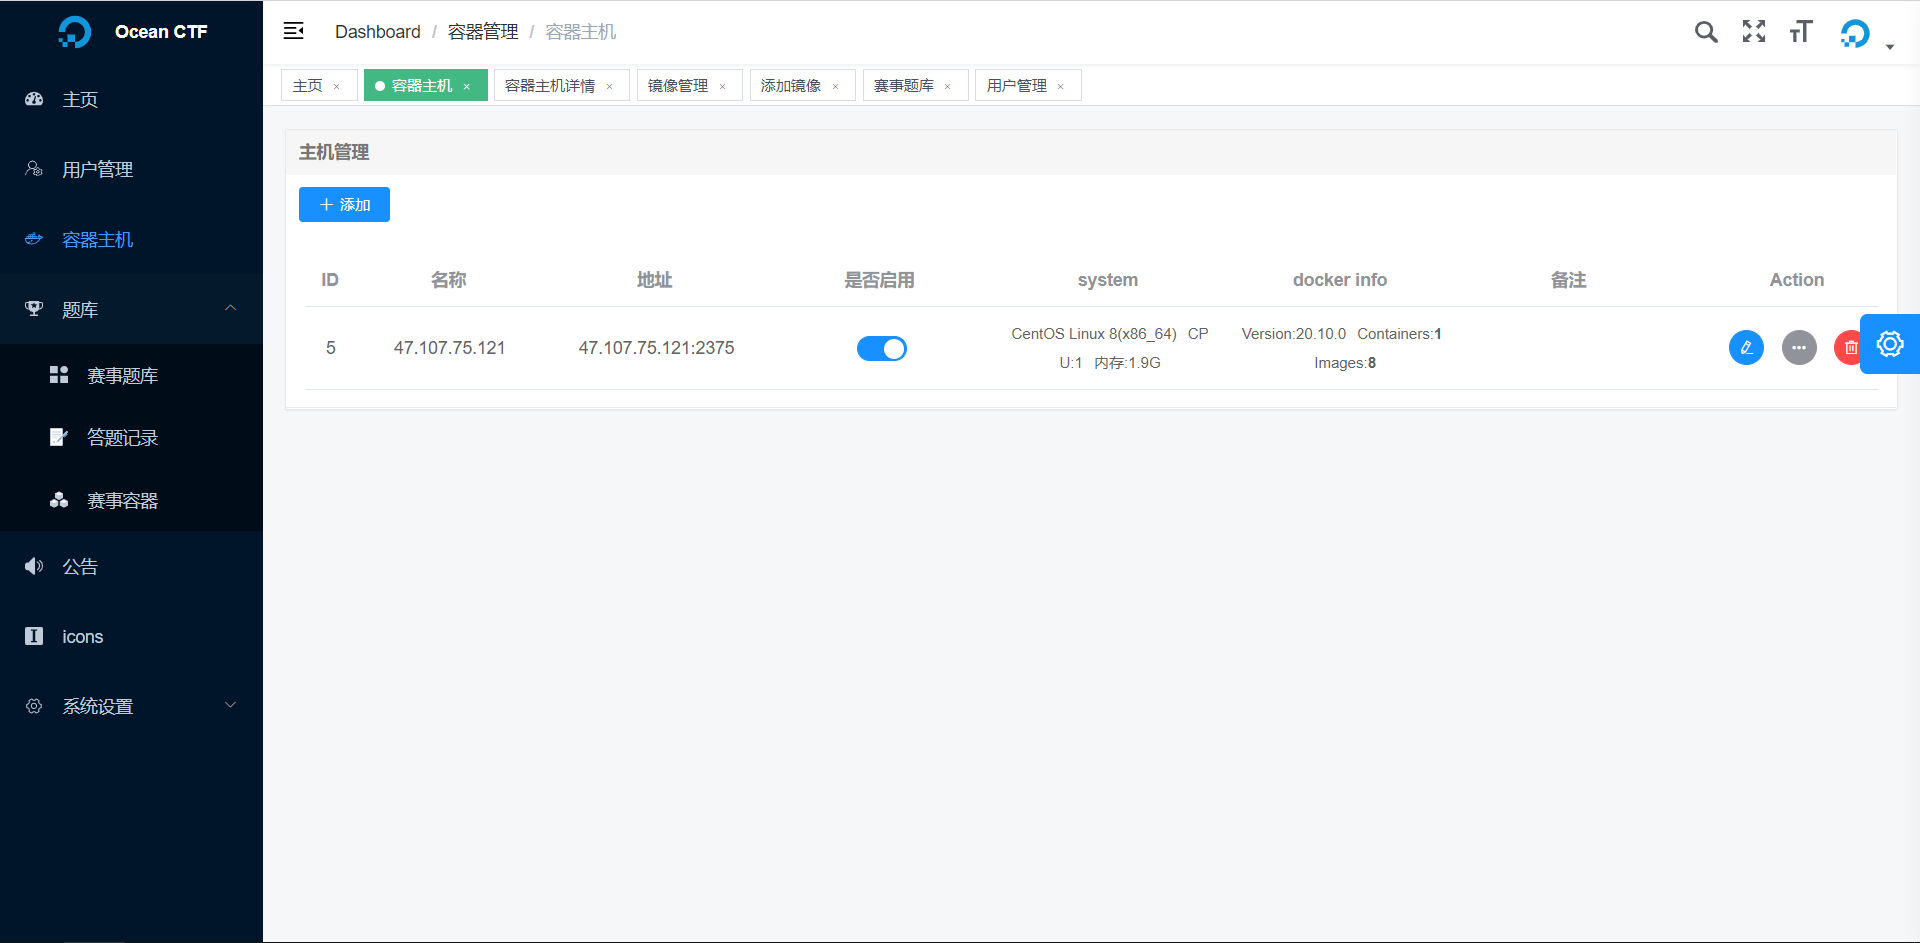 Ocean CTF
主页
用户管理
容器主机
题库
赛事题库
答题记录
赛事容器
公告
icons
系统设置
Dashboard / 容器管理 / 容器主机
主页 × 容器主机 × 容器主机详情 × 镜像管理 × 添加镜像 × 赛事题库 × 用户管理 ×
主机管理
+ 添加
ID 名称 地址 是否启用 system docker info 备注 Action
5 47.107.75.121 47.107.75.121:2375
CentOS Linux 8(x86_64) CP
U:1 内存:1.9G
Version:20.10.0 Containers:1
Images:8